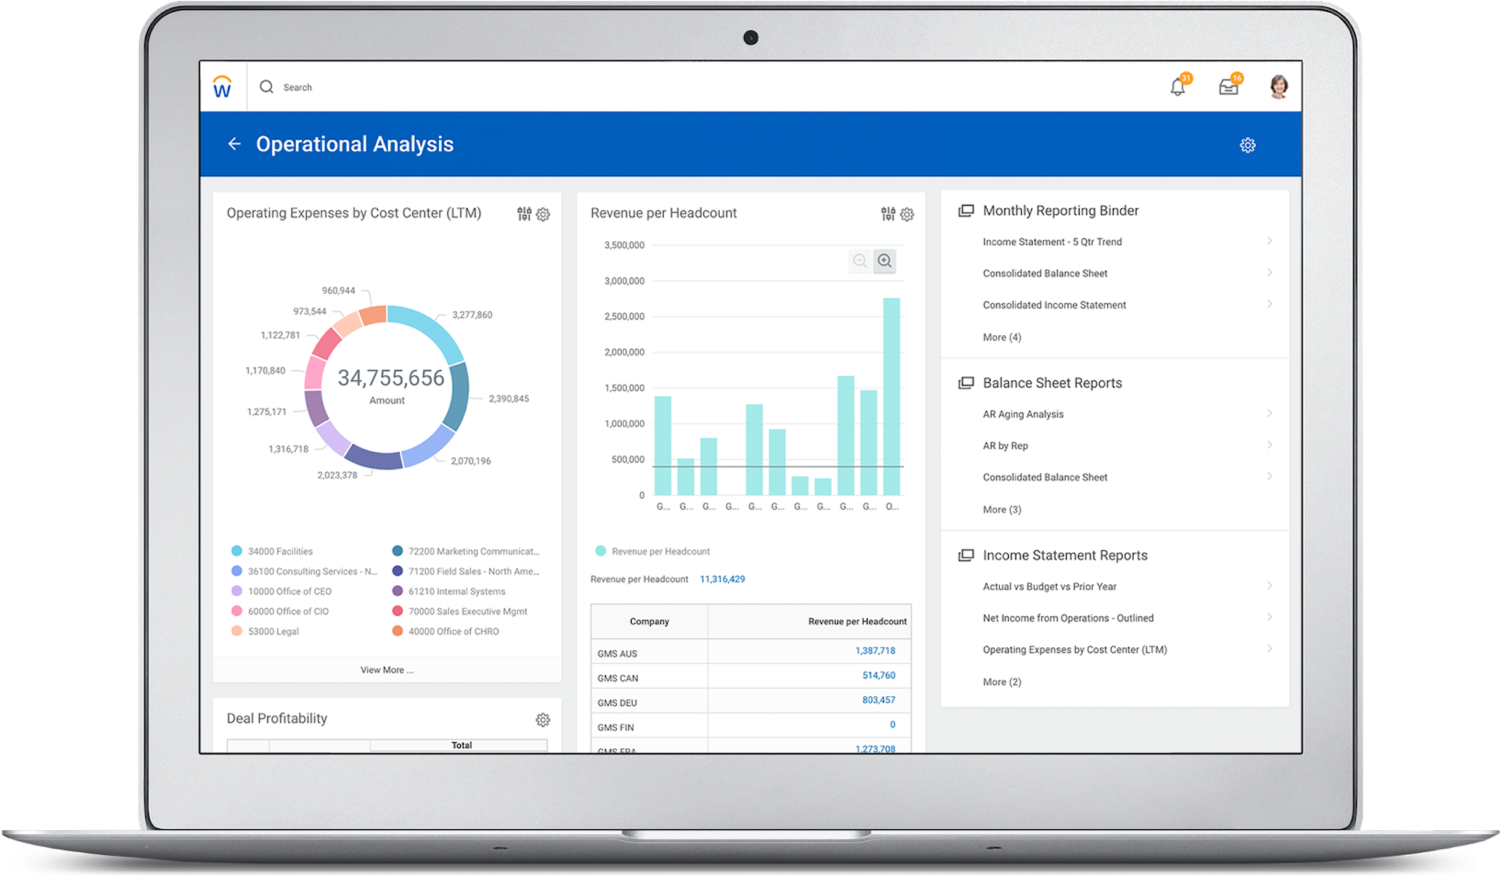 W
Search
31
16
Operational Analysis
Operating Expenses by Cost Center (LTM)
960,944
973,544
3,277,860
1,122,781
1,170,840
34,755,656
Amount
2,390,845
1,275,171
1,316,718
2,070,196
2,023,378
34000 Facilities
72200 Marketing Communicat...
36100 Consulting Services - N...
71200 Field Sales - North Ame...
10000 Office of CEO
61210 Internal Systems
60000 Office of CIO
70000 Sales Executive Mgmt
53000 Legal
40000 Office of CHRO
View More ...
Deal Profitability
Total
Revenue per Headcount
3,500,000
3,000,000
2,500,000
2,000,000
1,500,000
1,000,000
500,000
0
G... G... G... G... G... G... G... G... G... G... O...
Revenue per Headcount
Revenue per Headcount 11,316,429
Company Revenue per Headcount
GMS AUS 1,387,718
GMS CAN 514,760
GMS DEU 803,457
GMS FIN 0
GMS FRA 1,273,708
Monthly Reporting Binder
Income Statement - 5 Qtr Trend
Consolidated Balance Sheet
Consolidated Income Statement
More (4)
Balance Sheet Reports
AR Aging Analysis
AR by Rep
Consolidated Balance Sheet
More (3)
Income Statement Reports
Actual vs Budget vs Prior Year
Net Income from Operations - Outlined
Operating Expenses by Cost Center (LTM)
More (2)